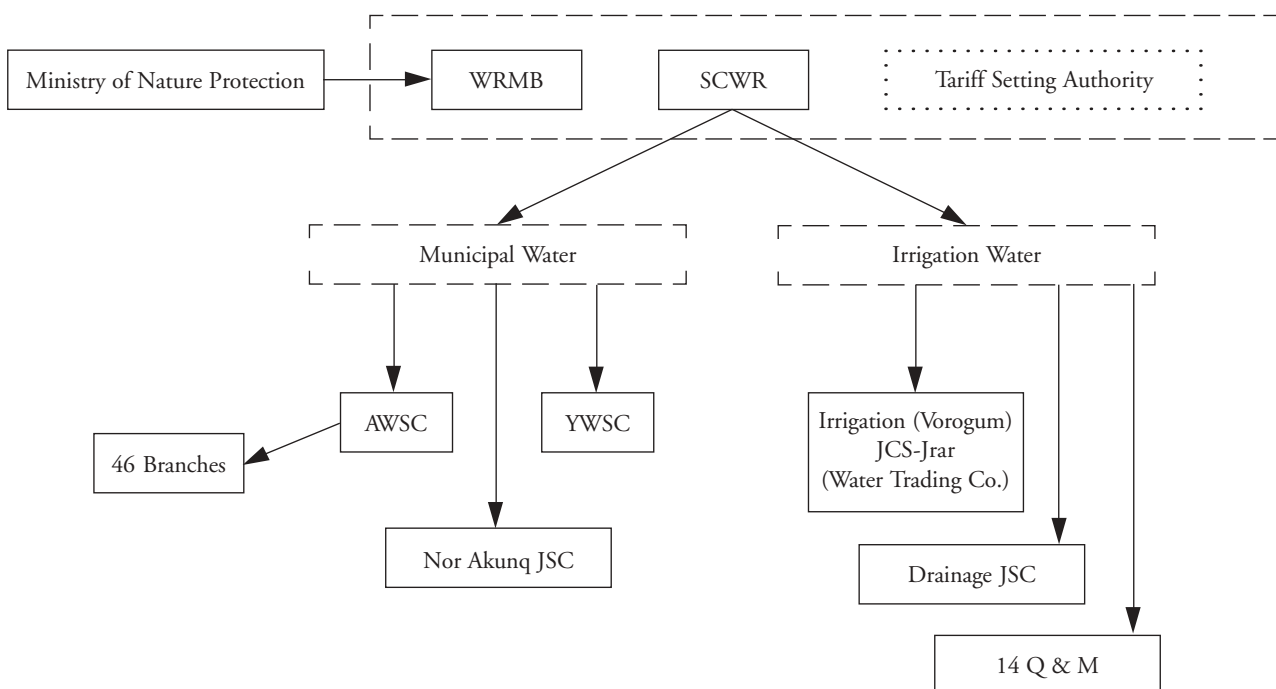 Ministry of Nature Protection
WRMB
SCWR
Tariff Setting Authority
Municipal Water
Irrigation Water
AWSC
YWSC
46 Branches
Nor Akunq JSC
Irrigation (Vorogum)
JCS-Jrar
(Water Trading Co.)
Drainage JSC
14 Q & M